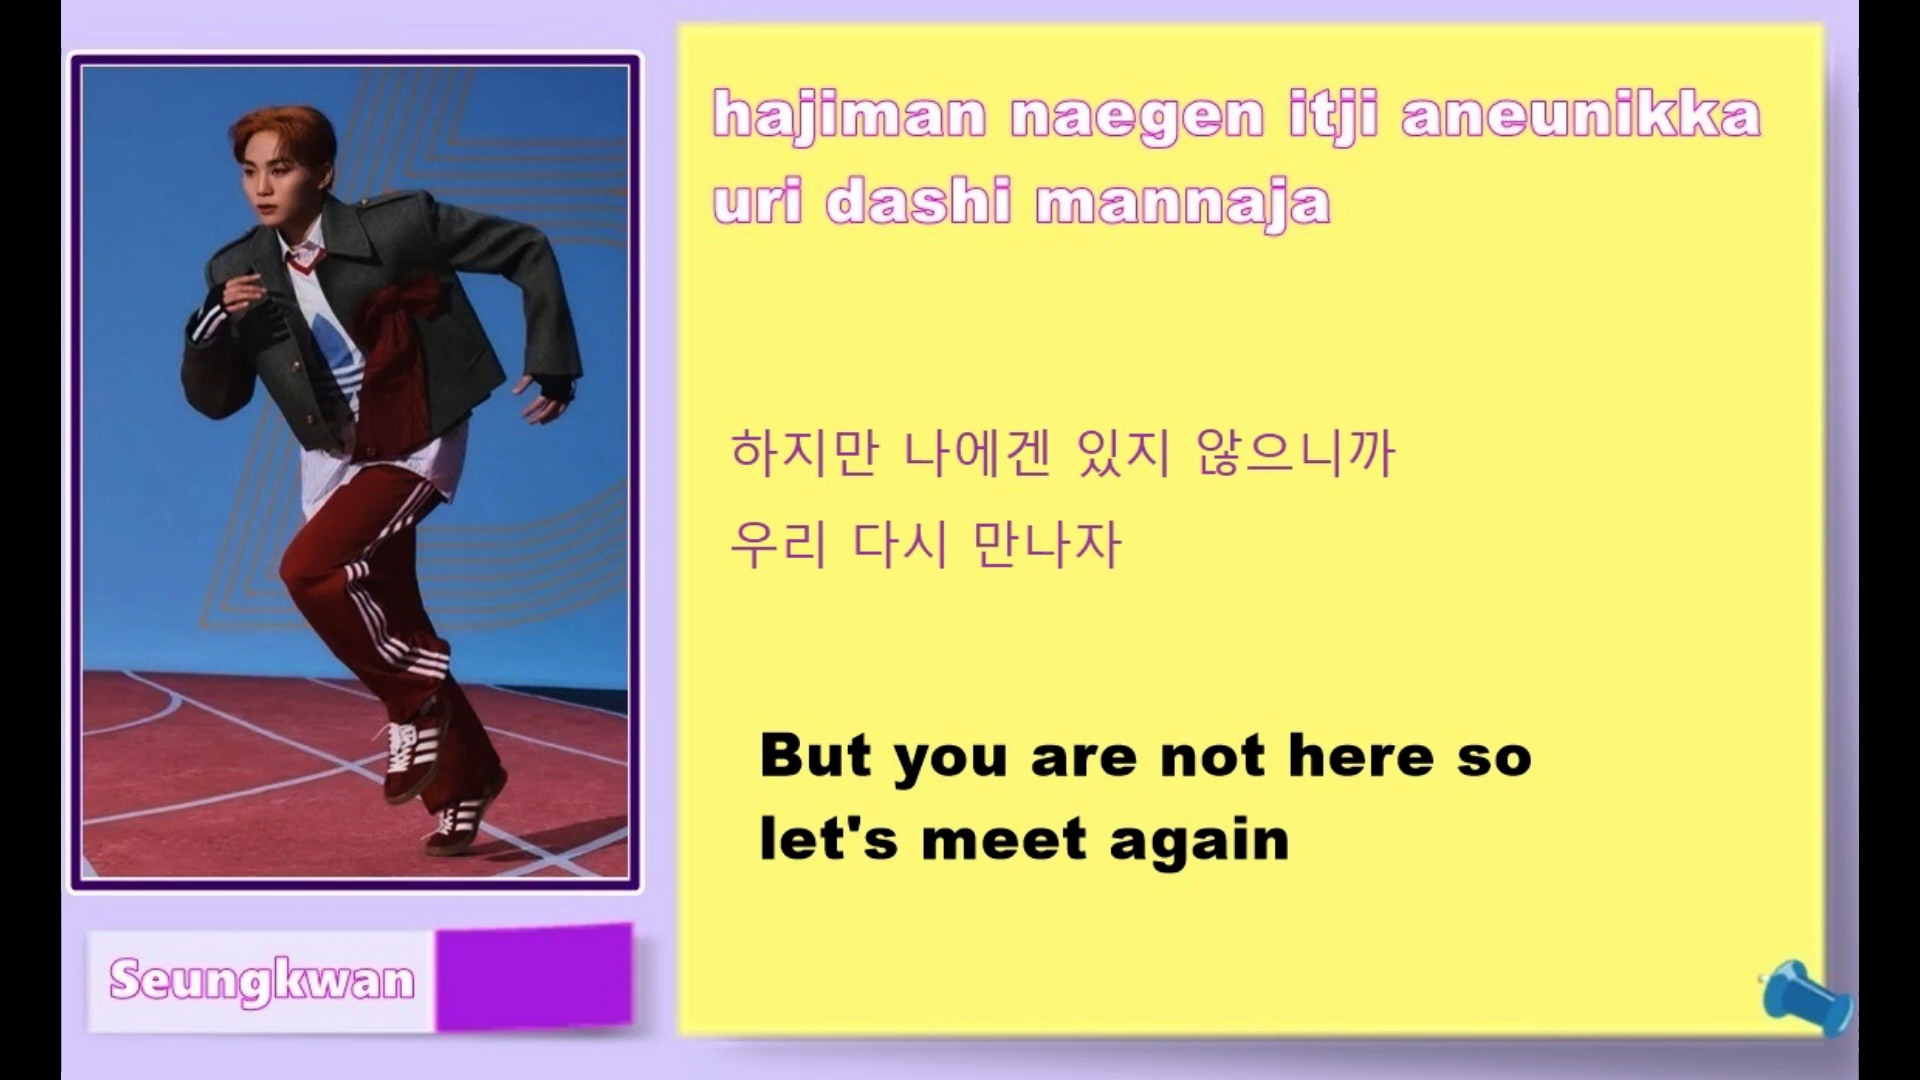 hajiman naegen itji aneunikka
uri dashi mannaja
하지만 나에겐 있지 않으니까
우리 다시 만나자
But you are not here so
let's meet again
Seungkwan